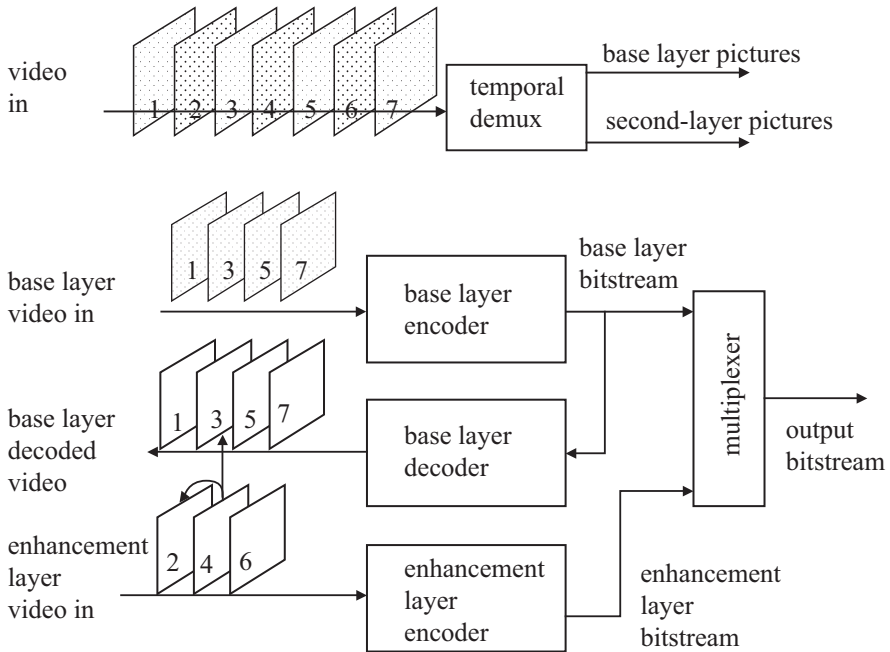 video
in
1 2 3 4 5 6 7
temporal
demux
base layer pictures
second-layer pictures
base layer
video in
1 3 5 7
base layer
encoder
base layer
bitstream
base layer
decoded
video
1 3 5 7
base layer
decoder
multiplexer
output
bitstream
enhancement
layer
video in
2 4 6
enhancement
layer
encoder
enhancement
layer
bitstream